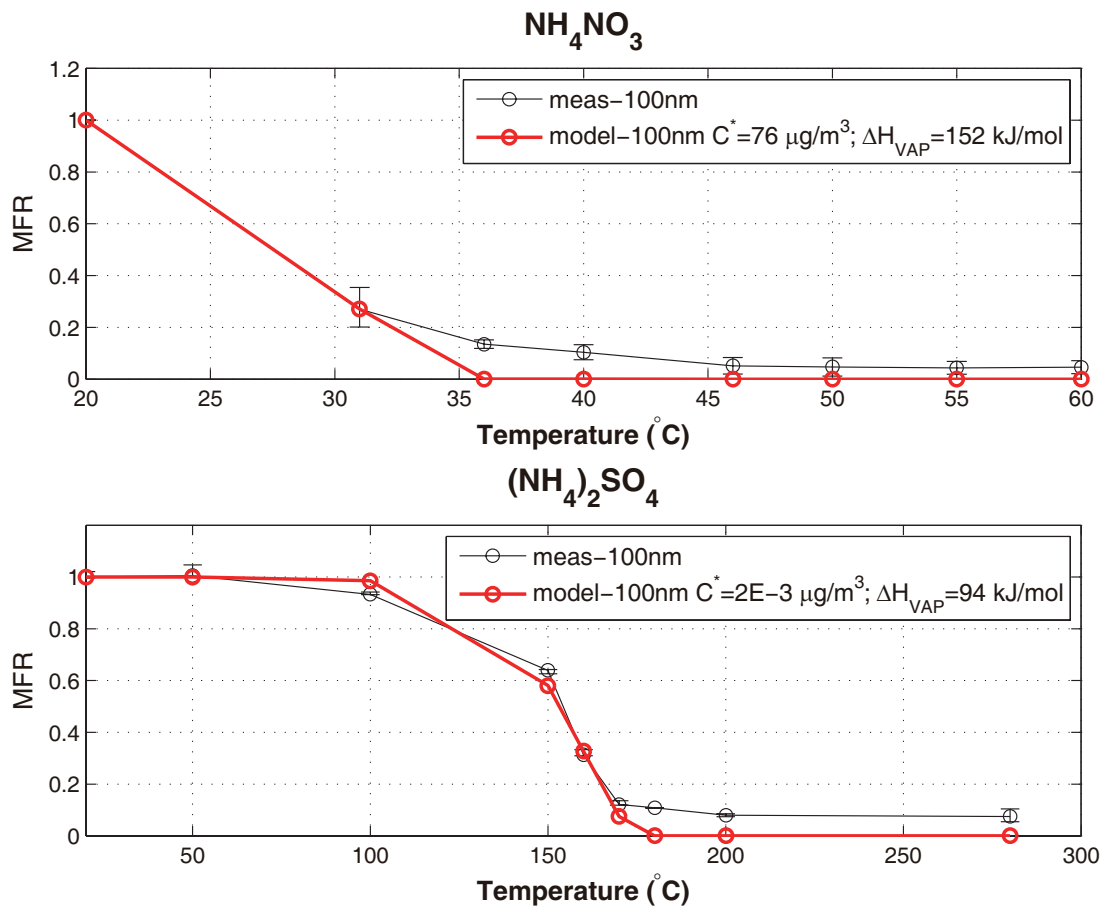 NH₄NO₃
1.2
1
0.8
0.6
0.4
0.2
0
MFR
meas−100nm
model−100nm C*=76 μg/m³; ΔH_VAP=152 kJ/mol
20 25 30 35 40 45 50 55 60
Temperature (°C)
(NH₄)₂SO₄
1
0.8
0.6
0.4
0.2
0
MFR
meas−100nm
model−100nm C*=2E−3 μg/m³; ΔH_VAP=94 kJ/mol
50 100 150 200 250 300
Temperature (°C)